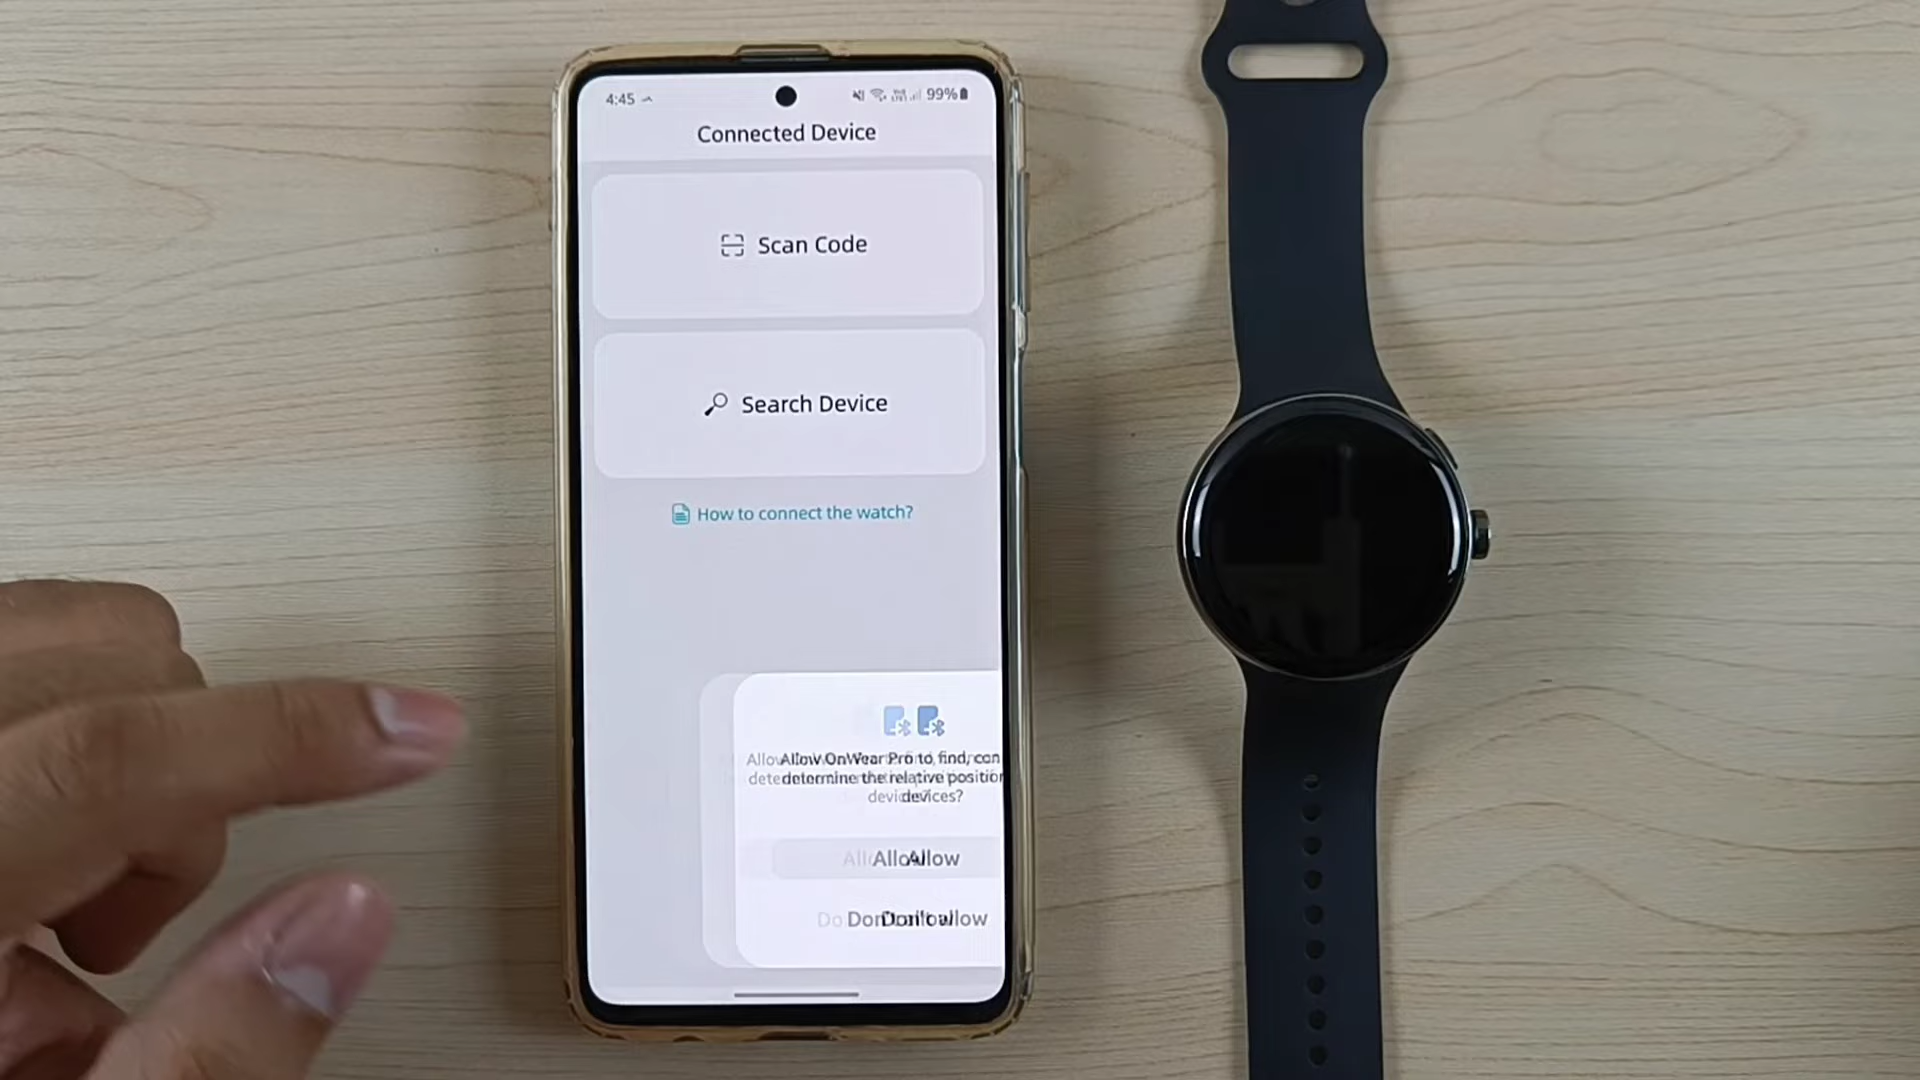 4:45
99%
Connected Device
Scan Code
Search Device
How to connect the watch?
Allow OnWear Pro to find, con
determine the relative position
devices?
Allow
Don't allow